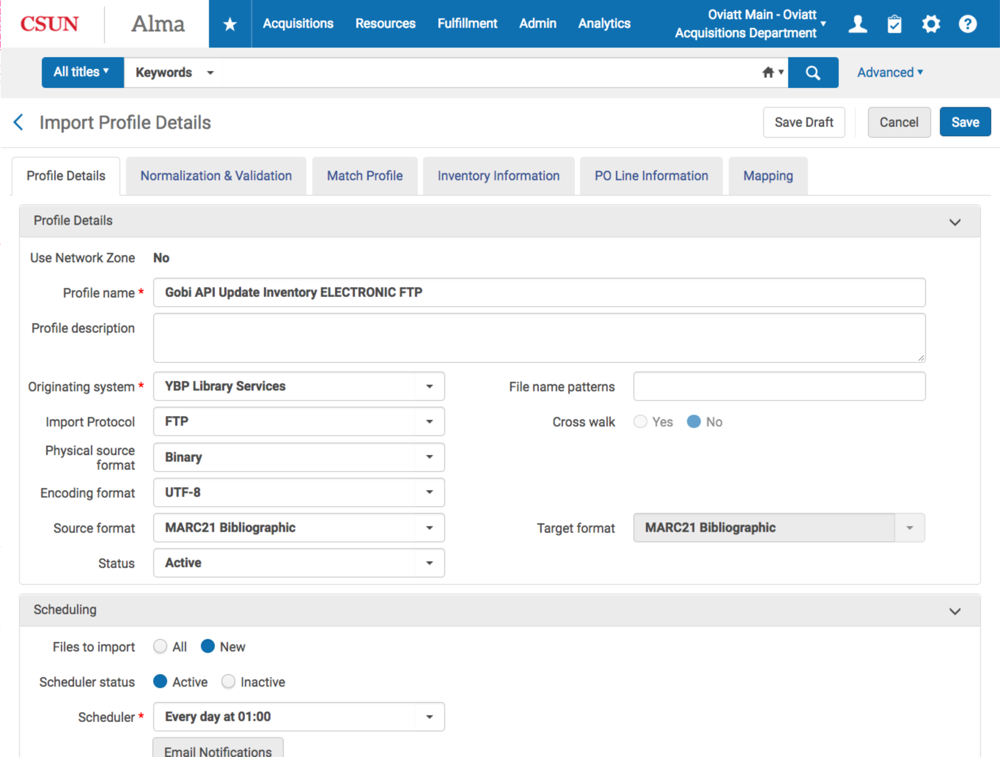 CSUN Alma Acquisitions Resources Fulfillment Admin Analytics Oviatt Main - Oviatt
Acquisitions Department
All titles Keywords Advanced
Import Profile Details Save Draft Cancel Save
Profile Details Normalization & Validation Match Profile Inventory Information PO Line Information Mapping
Profile Details
Use Network Zone No
Profile name * Gobi API Update Inventory ELECTRONIC FTP
Profile description
Originating system * YBP Library Services File name patterns
Import Protocol FTP Cross walk Yes No
Physical source
format Binary
Encoding format UTF-8
Source format MARC21 Bibliographic Target format MARC21 Bibliographic
Status Active
Scheduling
Files to import All New
Scheduler status Active Inactive
Scheduler * Every day at 01:00
Email Notifications